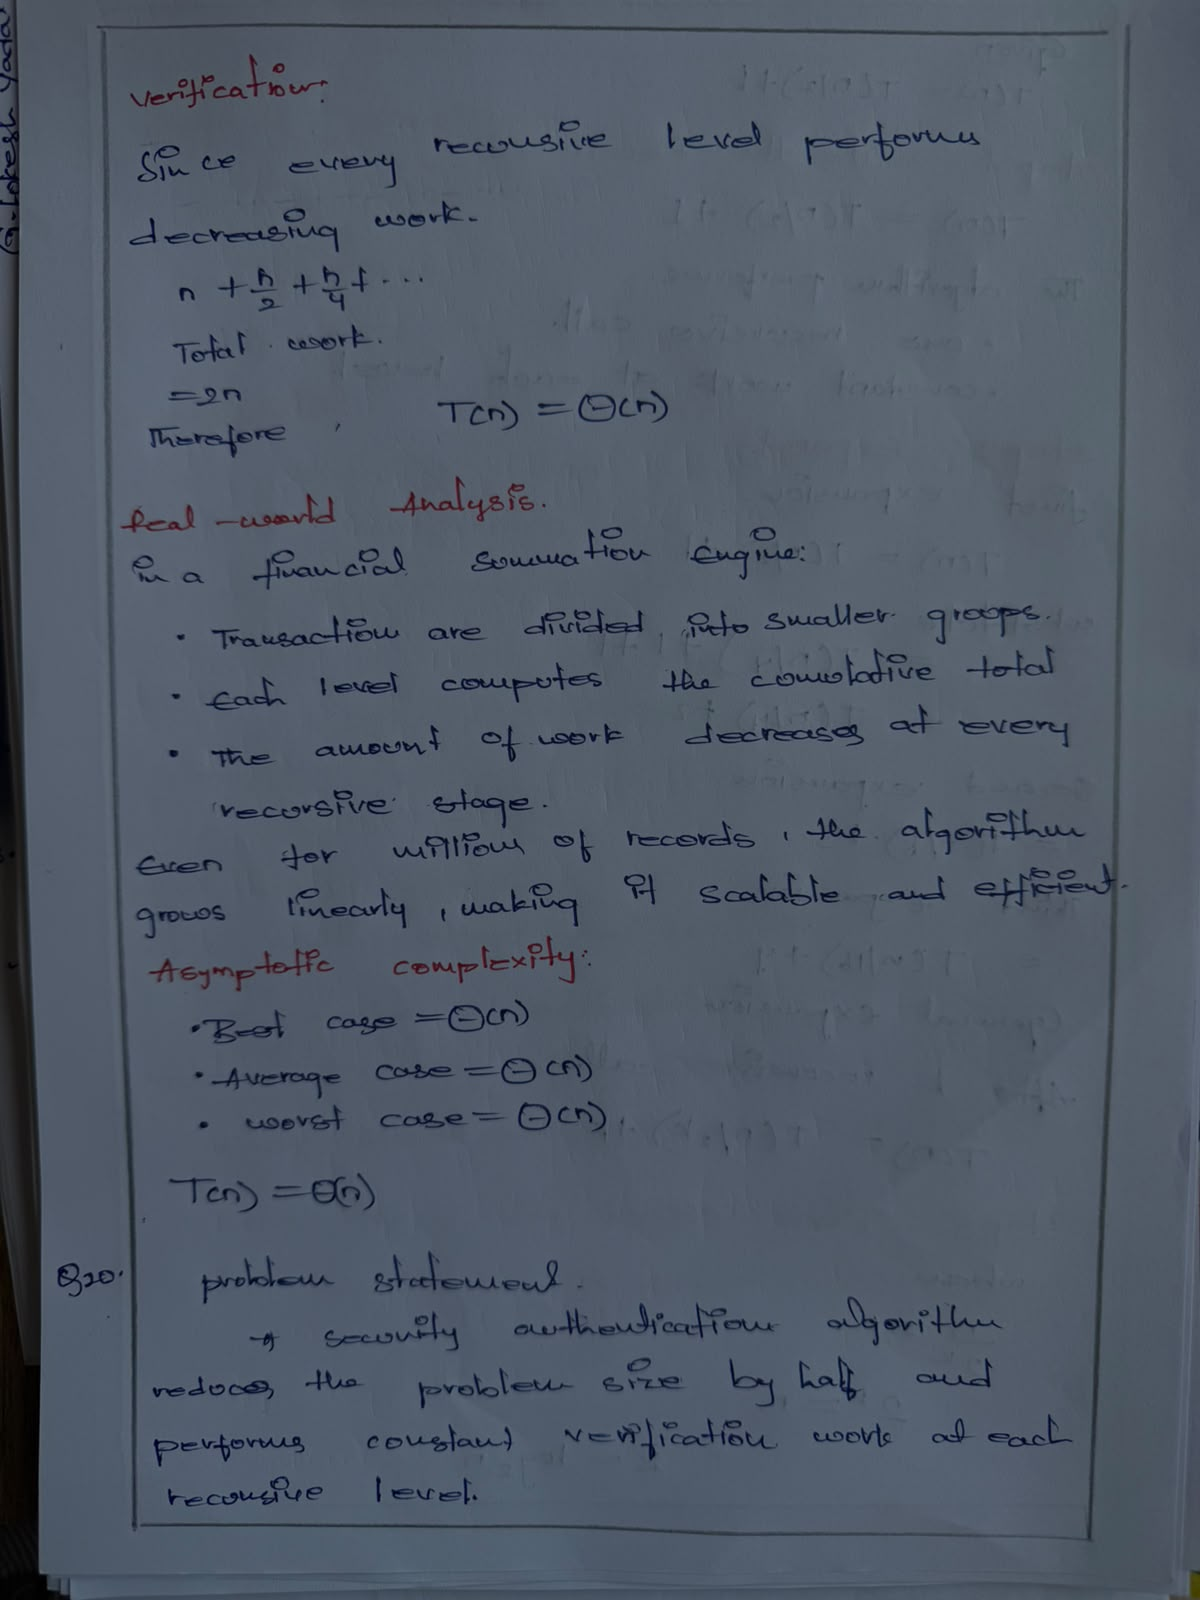 G. Lokesh Yada
Verification:
Since every recursive level performs
decreasing work.
n + n/2 + n/4 + ...
Total work.
=2n
Therefore, T(n) = Θ(n)
Real-world Analysis.
in a financial summation Engine:
• Transaction are divided into smaller groups.
• Each level computes the cumulative total
• The amount of work decreases at every
recursive stage.
Even for millions of records, the algorithm
grows linearly, making it scalable and efficient.
Asymptotic complexity:
• Best case = Θ(n)
• Average case = Θ(n)
• worst case = Θ(n).
T(n) = Θ(n)
Q20. problem statement.
→ security authentication algorithm
reduces the problem size by half and
performs constant verification work at each
recursive level.